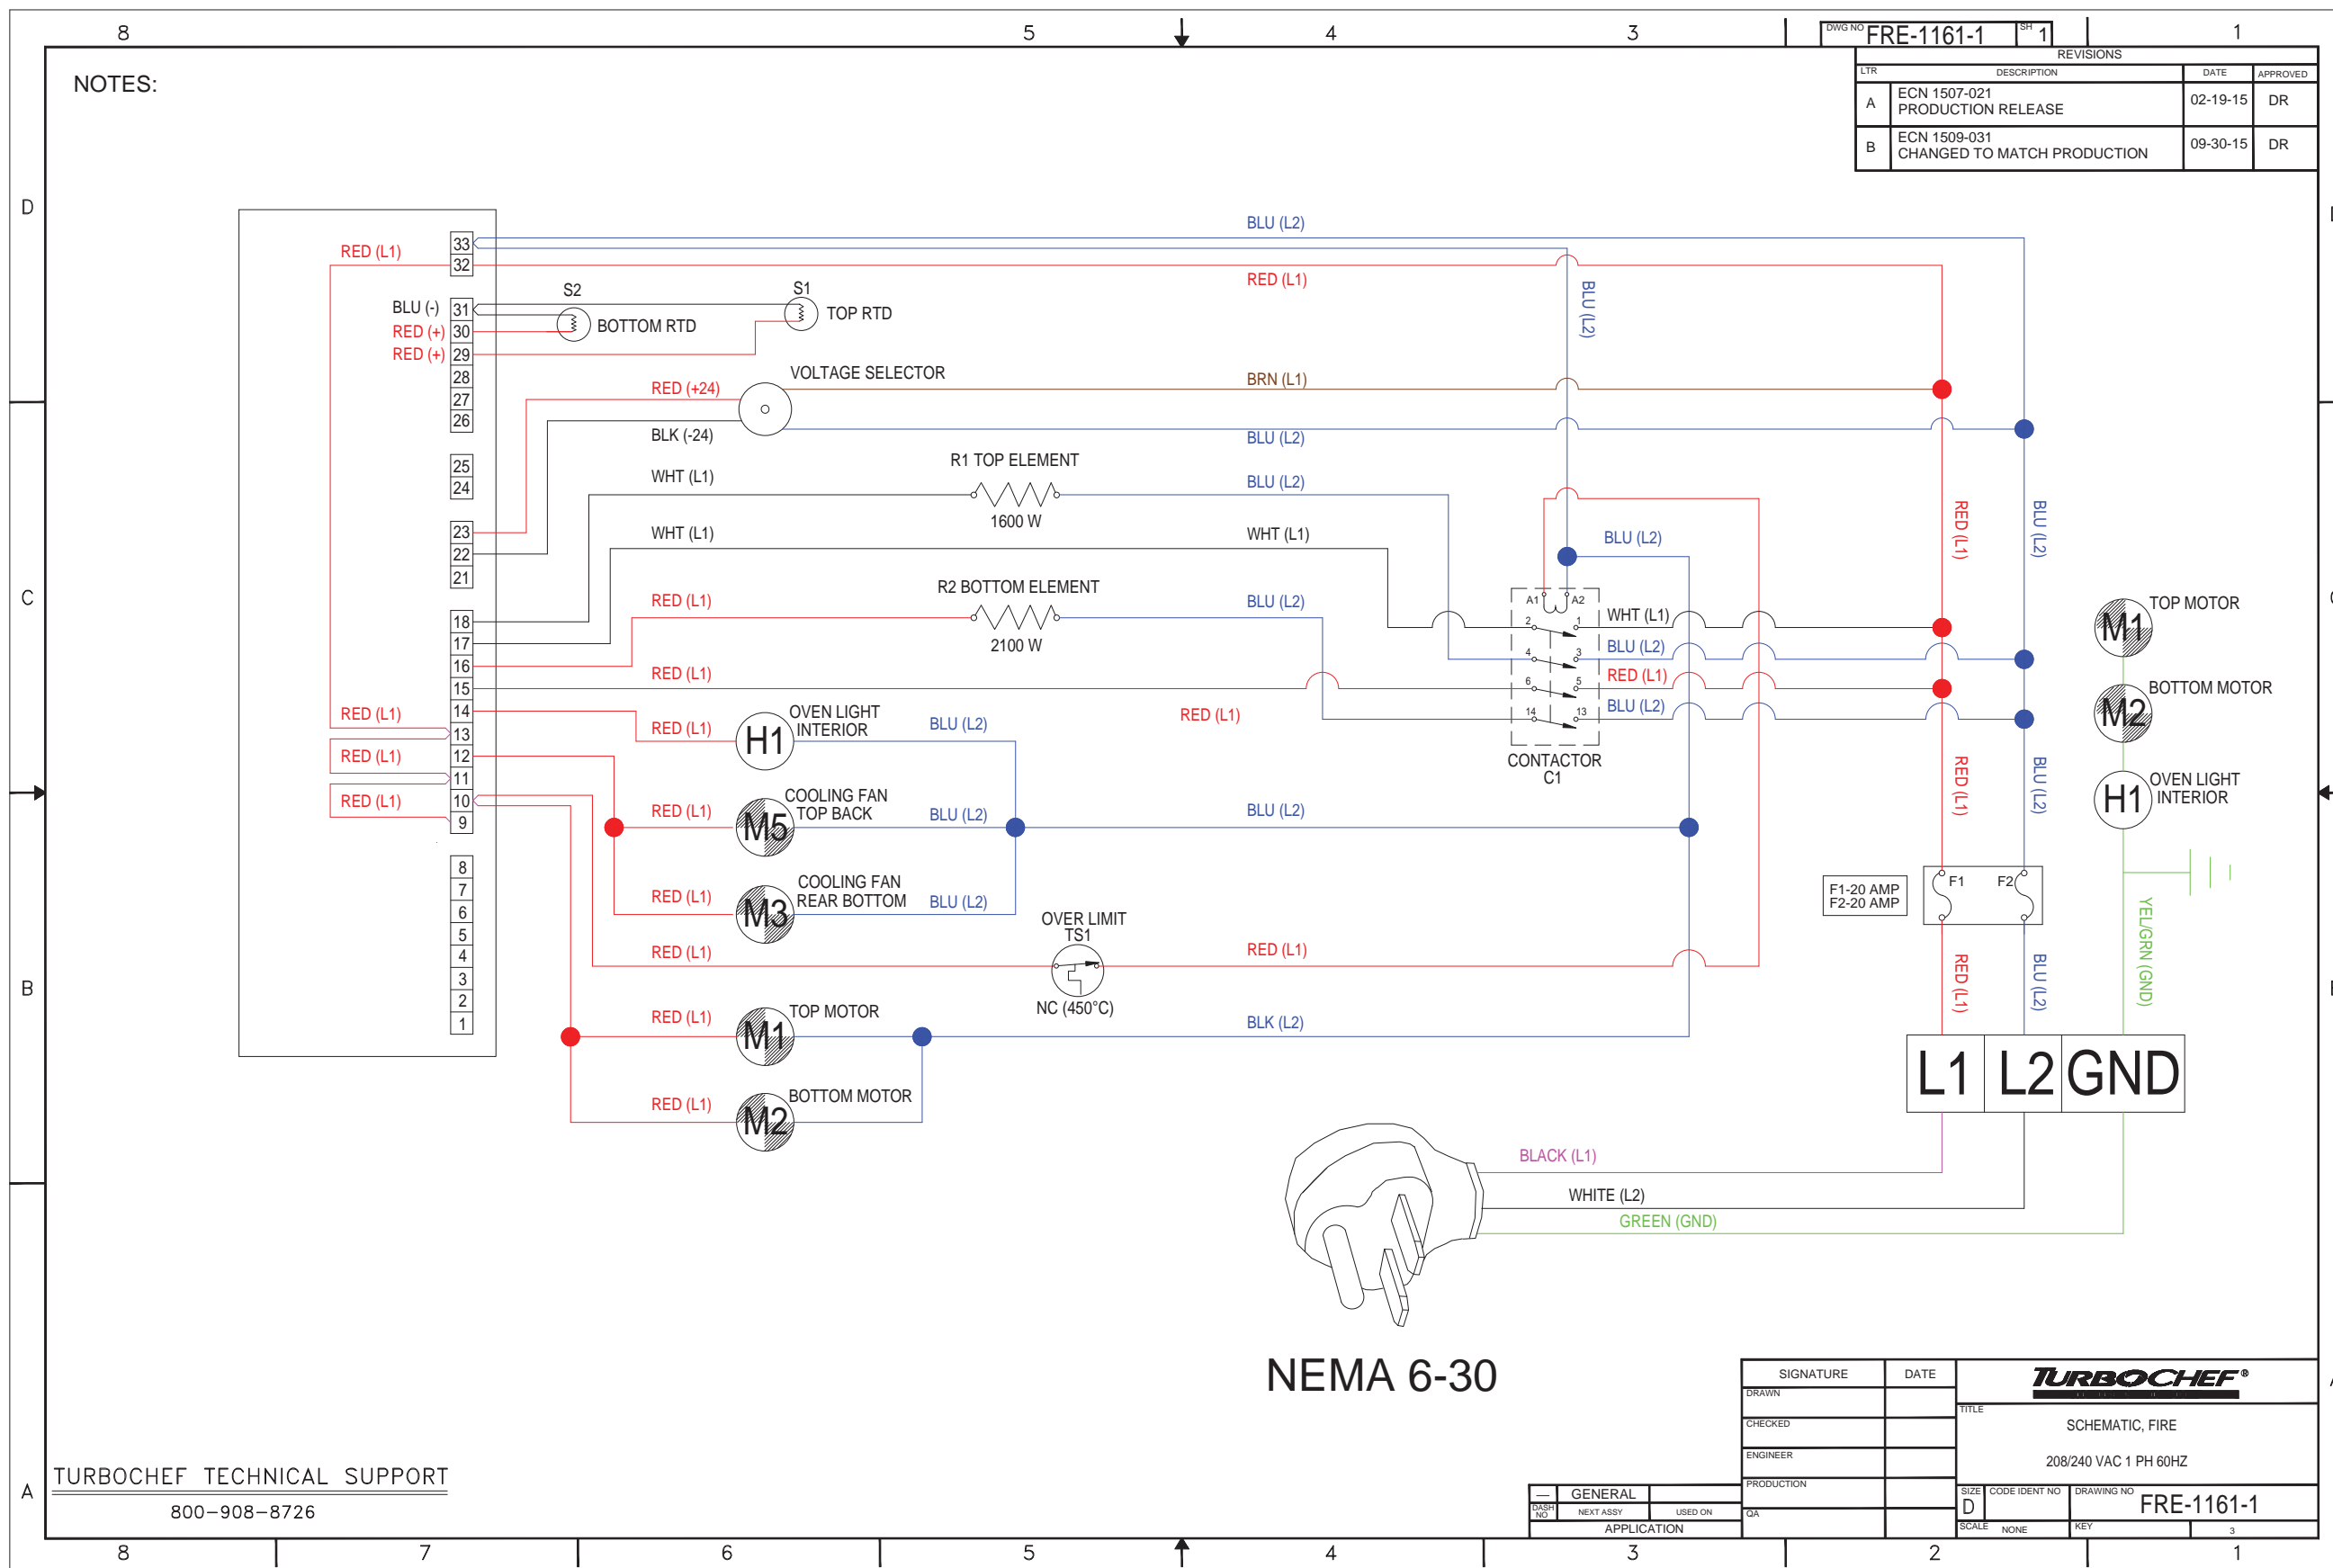 8
5
4
3
1
DWG NO
FRE-1161-1
SH
1
REVISIONS
LTR
DESCRIPTION
DATE
APPROVED
A
ECN 1507-021
PRODUCTION RELEASE
02-19-15
DR
B
ECN 1509-031
CHANGED TO MATCH PRODUCTION
09-30-15
DR
NOTES:
D
C
B
A
BLU (L2)
RED (L1)
33
32
RED (L1)
BLU (L2)
S2
S1
BLU (-)
31
RED (+)
30
RED (+)
29
28
27
26
BOTTOM RTD
TOP RTD
VOLTAGE SELECTOR
RED (+24)
BRN (L1)
BLK (-24)
BLU (L2)
25
24
23
22
21
WHT (L1)
R1 TOP ELEMENT
BLU (L2)
1600 W
WHT (L1)
WHT (L1)
BLU (L2)
RED (L1)
BLU (L2)
R2 BOTTOM ELEMENT
RED (L1)
BLU (L2)
2100 W
RED (L1)
RED (L1)
18
17
16
15
14
13
12
11
10
9
8
7
6
5
4
3
2
1
A1
A2
2
1
WHT (L1)
4
3
BLU (L2)
6
5
RED (L1)
14
13
BLU (L2)
CONTACTOR
C1
M1
TOP MOTOR
M2
BOTTOM MOTOR
H1
OVEN LIGHT
INTERIOR
RED (L1)
RED (L1)
RED (L1)
RED (L1)
H1
OVEN LIGHT
INTERIOR
BLU (L2)
RED (L1)
M5
COOLING FAN
TOP BACK
BLU (L2)
BLU (L2)
RED (L1)
M3
COOLING FAN
REAR BOTTOM
BLU (L2)
RED (L1)
OVER LIMIT
TS1
NC (450°C)
RED (L1)
RED (L1)
M1
TOP MOTOR
BLK (L2)
RED (L1)
M2
BOTTOM MOTOR
RED (L1)
BLU (L2)
F1-20 AMP
F2-20 AMP
F1
F2
RED (L1)
BLU (L2)
YEL/GRN (GND)
L1
L2
GND
BLACK (L1)
WHITE (L2)
GREEN (GND)
NEMA 6-30
TURBOCHEF TECHNICAL SUPPORT
800-908-8726
—
GENERAL
DASH NO
NEXT ASSY
USED ON
APPLICATION
SIGNATURE
DATE
DRAWN
CHECKED
ENGINEER
PRODUCTION
QA
TURBOCHEF®
TITLE
SCHEMATIC, FIRE
208/240 VAC 1 PH 60HZ
SIZE
D
CODE IDENT NO
DRAWING NO
FRE-1161-1
SCALE
NONE
KEY
3
8
7
6
5
4
3
2
1